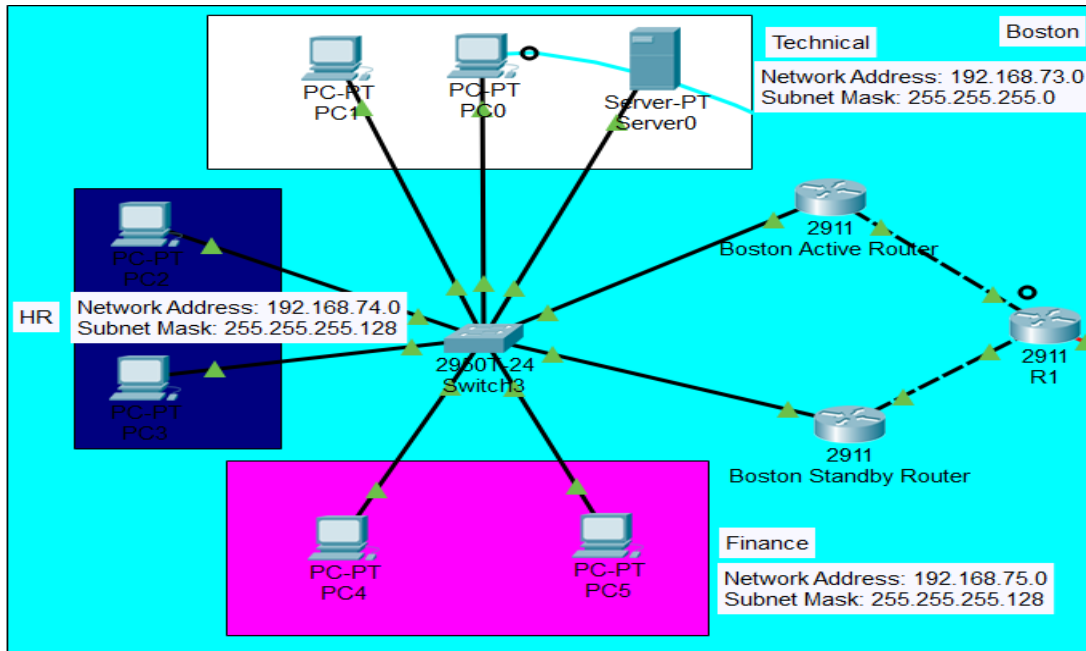 Technical
Boston
Network Address: 192.168.73.0
Subnet Mask: 255.255.255.0
PC-PT
PC1
PC-PT
PC0
Server-PT
Server0
2911
Boston Active Router
PC-PT
PC2
HR
Network Address: 192.168.74.0
Subnet Mask: 255.255.255.128
PC-PT
PC3
2950T-24
Switch3
2911
R1
2911
Boston Standby Router
PC-PT
PC4
PC-PT
PC5
Finance
Network Address: 192.168.75.0
Subnet Mask: 255.255.255.128